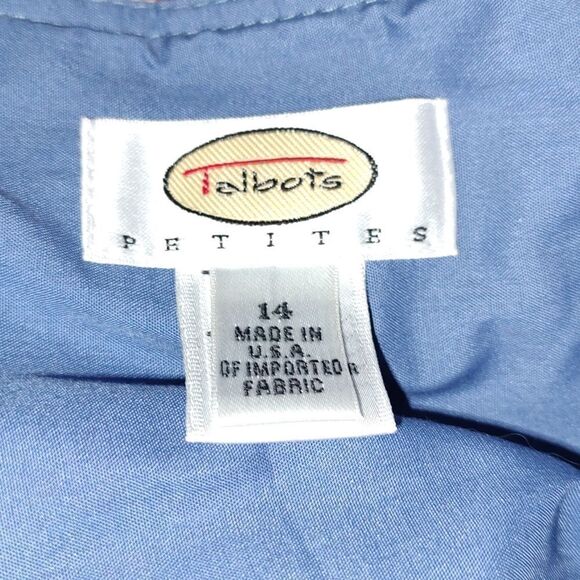 Talbots
PETITES
14
MADE IN
U.S.A.
OF IMPORTED
FABRIC